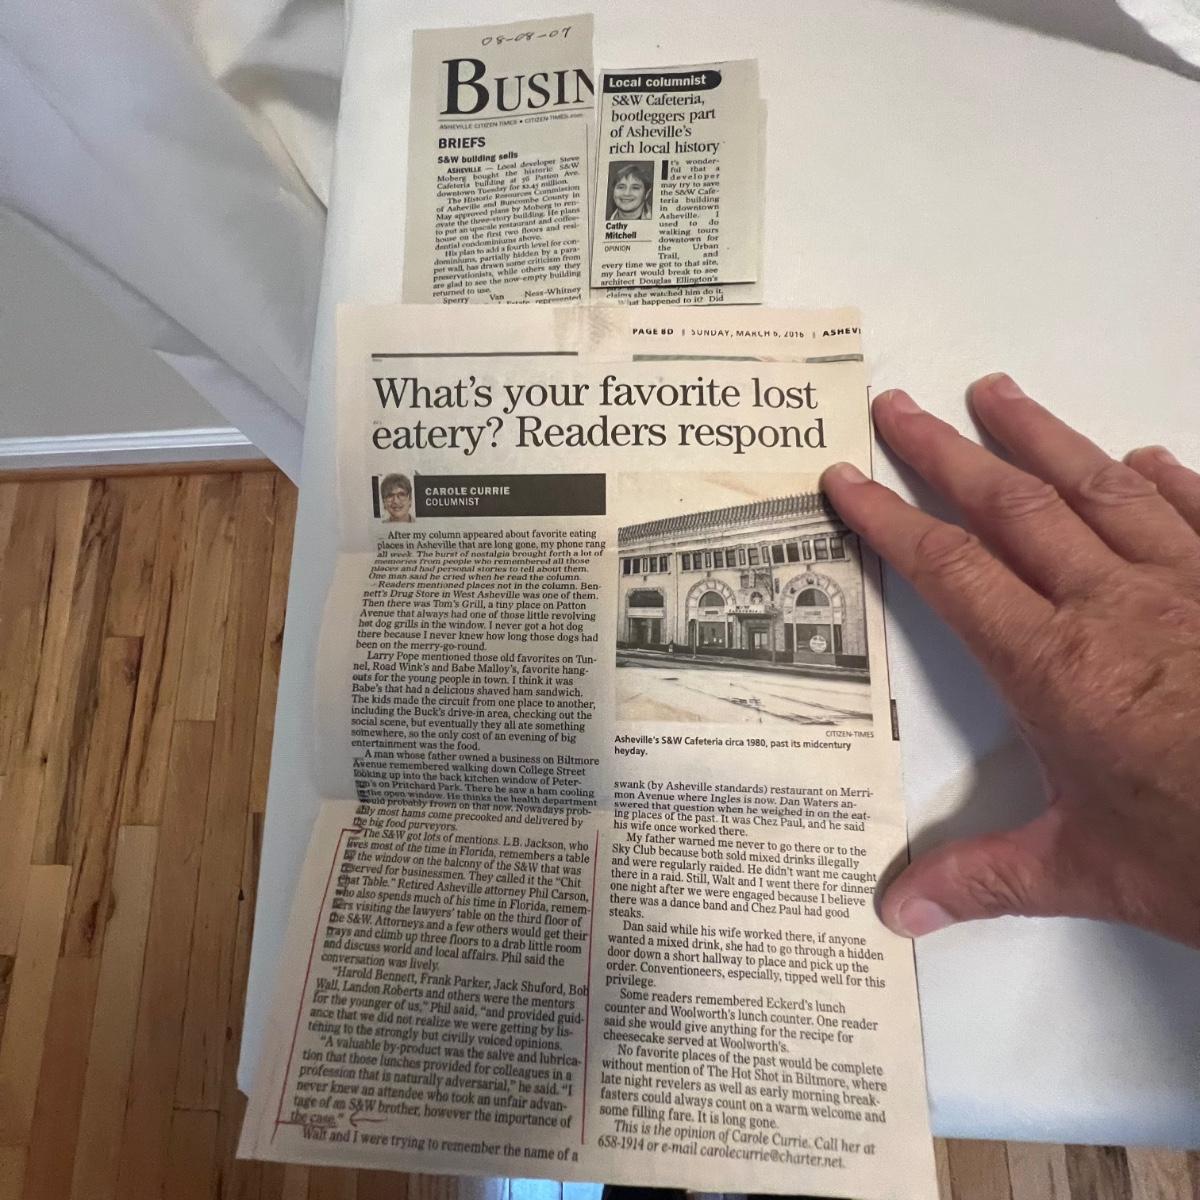 08-08-07
BUSIN
ASHEVILLE CITIZEN-TIMES • CITIZEN-TIMES.com
BRIEFS
S&W building sells
ASHEVILLE — Local developer Steve
Moberg bought the historic S&W
Cafeteria building at 56 Patton Ave.
downtown Tuesday for $2.45 million.
The Historic Resources Commission
of Asheville and Buncombe County in
May approved plans by Moberg to ren-
ovate the three-story building. He plans
to put an upscale restaurant and coffee-
house on the first two floors and resi-
dential condominiums above.
His plan to add a fourth level for con-
dominiums, partially hidden by a para-
pet wall, has drawn some criticism from
preservationists, while others say they
are glad to see the now-empty building
returned to use.
Sperry Van Ness-Whitney
Estate represented
Local columnist
S&W Cafeteria,
bootleggers part
of Asheville's
rich local history
Cathy
Mitchell
OPINION
It's wonder-
ful that a
developer
may try to save
the S&W Cafe-
teria building
in downtown
Asheville. I
used to do
walking tours
downtown for
the Urban
Trail, and
every time we got to that site,
my heart would break to see
architect Douglas Ellington's
claims she watched him do it.
What happened to it? Did
PAGE 8D | SUNDAY, MARCH 6, 2016 | ASHEVI
What's your favorite lost
eatery? Readers respond
CAROLE CURRIE
COLUMNIST
After my column appeared about favorite eating
places in Asheville that are long gone, my phone rang
all week. The burst of nostalgia brought forth a lot of
memories from people who remembered all those
places and had personal stories to tell about them.
One man said he cried when he read the column.
Readers mentioned places not in the column. Ben-
nett's Drug Store in West Asheville was one of them.
Then there was Tom's Grill, a tiny place on Patton
Avenue that always had one of those little revolving
hot dog grills in the window. I never got a hot dog
there because I never knew how long those dogs had
been on the merry-go-round.
Larry Pope mentioned those old favorites on Tun-
nel, Road Wink's and Babe Malloy's, favorite hang-
outs for the young people in town. I think it was
Babe's that had a delicious shaved ham sandwich.
The kids made the circuit from one place to another,
including the Buck's drive-in area, checking out the
social scene, but eventually they all ate something
somewhere, so the only cost of an evening of big
entertainment was the food.
A man whose father owned a business on Biltmore
Avenue remembered walking down College Street
looking up into the back kitchen window of Peter-
son's on Pritchard Park. There he saw a ham cooling
in the open window. He thinks the health department
would probably frown on that now. Nowadays prob-
ably most hams come precooked and delivered by
the big food purveyors.
The S&W got lots of mentions. L.B. Jackson, who
lives most of the time in Florida, remembers a table
by the window on the balcony of the S&W that was
reserved for businessmen. They called it the "Chit
Chat Table." Retired Asheville attorney Phil Carson,
who also spends much of his time in Florida, remem-
bers visiting the lawyers' table on the third floor of
the S&W. Attorneys and a few others would get their
trays and climb up three floors to a drab little room
and discuss world and local affairs. Phil said the
conversation was lively.
"Harold Bennett, Frank Parker, Jack Shuford, Bob
Wall, Landon Roberts and others were the mentors
for the younger of us," Phil said, "and provided guid-
ance that we did not realize we were getting by lis-
tening to the strongly but civilly voiced opinions.
"A valuable by-product was the salve and lubrica-
tion that those lunches provided for colleagues in a
profession that is naturally adversarial," he said. "I
never knew an attendee who took an unfair advan-
tage of an S&W brother, however the importance of
the case."
Walt and I were trying to remember the name of a
CITIZEN-TIMES
Asheville's S&W Cafeteria circa 1980, past its midcentury
heyday.
swank (by Asheville standards) restaurant on Merri-
mon Avenue where Ingles is now. Dan Waters an-
swered that question when he weighed in on the eat-
ing places of the past. It was Chez Paul, and he said
his wife once worked there.
My father warned me never to go there or to the
Sky Club because both sold mixed drinks illegally
and were regularly raided. He didn't want me caught
there in a raid. Still, Walt and I went there for dinner
one night after we were engaged because I believe
there was a dance band and Chez Paul had good
steaks.
Dan said while his wife worked there, if anyone
wanted a mixed drink, she had to go through a hidden
door down a short hallway to place and pick up the
order. Conventioneers, especially, tipped well for this
privilege.
Some readers remembered Eckerd's lunch
counter and Woolworth's lunch counter. One reader
said she would give anything for the recipe for
cheesecake served at Woolworth's.
No favorite places of the past would be complete
without mention of The Hot Shot in Biltmore, where
late night revelers as well as early morning break-
fasters could always count on a warm welcome and
some filling fare. It is long gone.
This is the opinion of Carole Currie. Call her at
658-1914 or e-mail carolecurrie@charter.net.